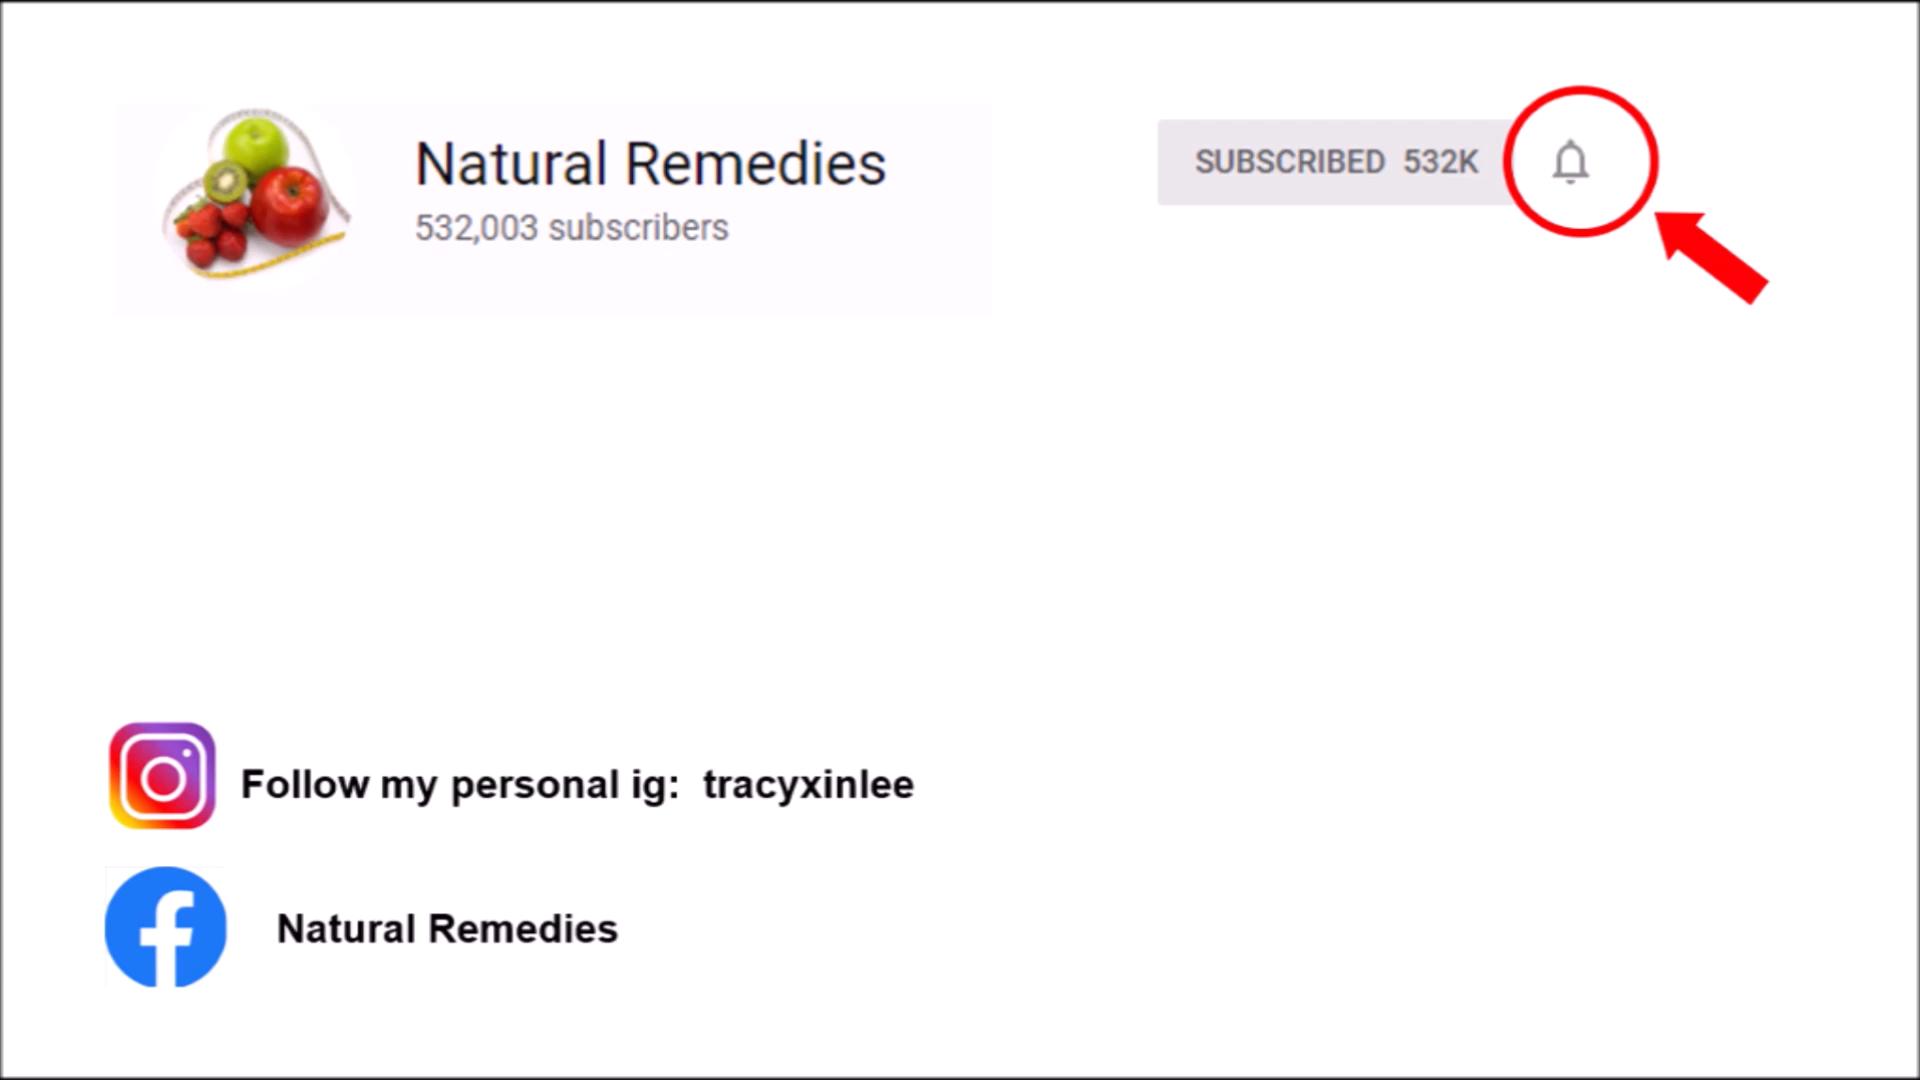 Natural Remedies
532,003 subscribers
SUBSCRIBED 532K
Follow my personal ig: tracyxinlee
Natural Remedies